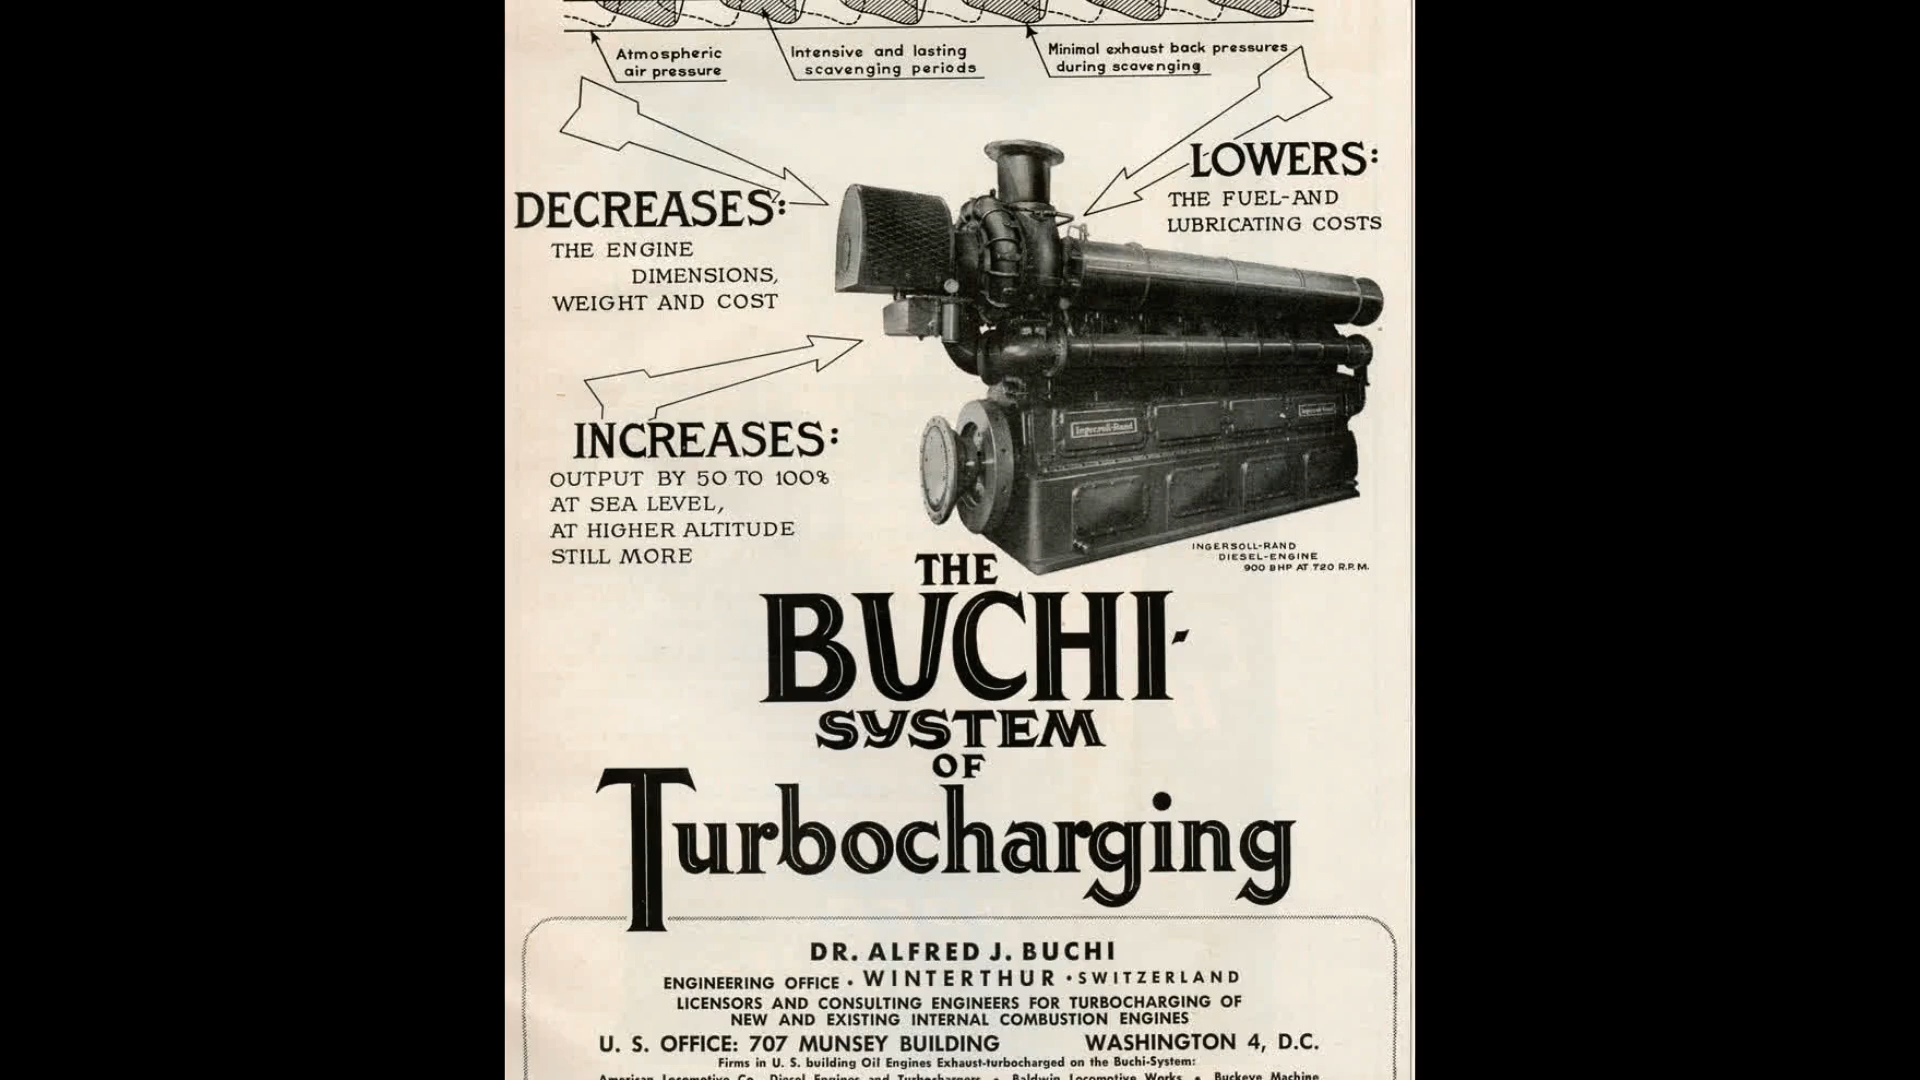 Atmospheric
air pressure
Intensive and lasting
scavenging periods
Minimal exhaust back pressures
during scavenging
DECREASES:
THE ENGINE
DIMENSIONS,
WEIGHT AND COST
LOWERS:
THE FUEL-AND
LUBRICATING COSTS
INCREASES:
OUTPUT BY 50 TO 100%
AT SEA LEVEL,
AT HIGHER ALTITUDE
STILL MORE
Ingersoll-Rand
Ingersoll-Rand
INGERSOLL-RAND
DIESEL-ENGINE
900 BHP AT 720 R.P.M.
THE
BUCHI-
SYSTEM
OF
Turbocharging
DR. ALFRED J. BUCHI
ENGINEERING OFFICE · WINTERTHUR · SWITZERLAND
LICENSORS AND CONSULTING ENGINEERS FOR TURBOCHARGING OF
NEW AND EXISTING INTERNAL COMBUSTION ENGINES
U. S. OFFICE: 707 MUNSEY BUILDING WASHINGTON 4, D.C.
Firms in U. S. building Oil Engines Exhaust-turbocharged on the Buchi-System:
American Locomotive Co. Diesel Engines and Turbochargers • Baldwin Locomotive Works • Buckeye Machine